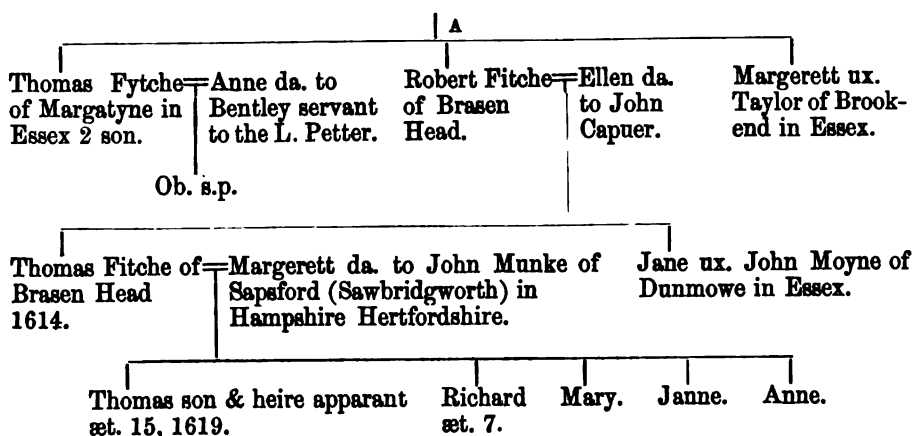 A
Thomas Fytche
of Margatyne in
Essex 2 son.
Anne da. to
Bentley servant
to the L. Petter.
Robert Fitche
of Brasen
Head.
Ellen da.
to John
Capuer.
Margerett ux.
Taylor of Brook-
end in Essex.
Ob. s.p.
Thomas Fitche of
Brasen Head
1614.
Margerett da. to John Munke of
Sapsford (Sawbridgworth) in
Hampshire Hertfordshire.
Jane ux. John Moyne of
Dunmowe in Essex.
Thomas son & heire apparant
æt. 15, 1619.
Richard
æt. 7.
Mary.
Janne.
Anne.